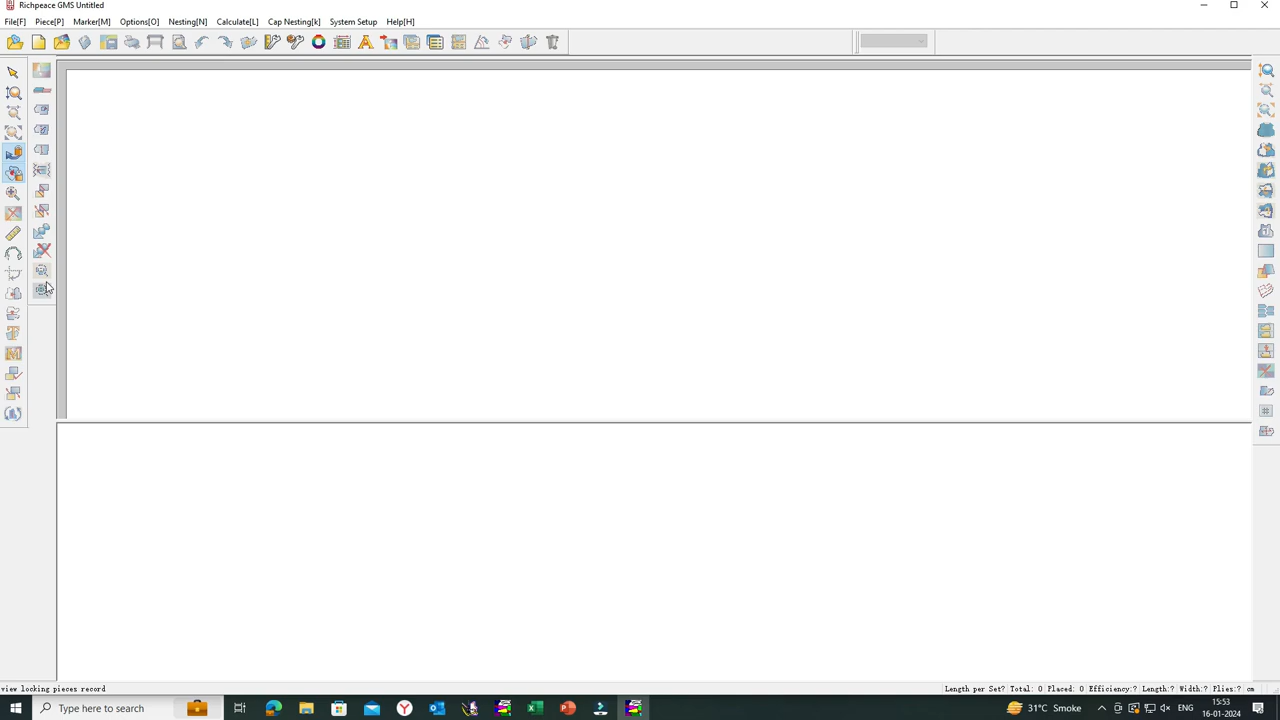 Richpeace GMS Untitled
File[F] Piece[P] Marker[M] Options[O] Nesting[N] Calculate[L] Cap Nesting[k] System Setup Help[H]
view locking pieces record
Length per Set? Total: 0 Placed: 0 Efficiency:? Length:? Width:? Plies:? cm
Type here to search
31°C Smoke
ENG
15:53
16-01-2024